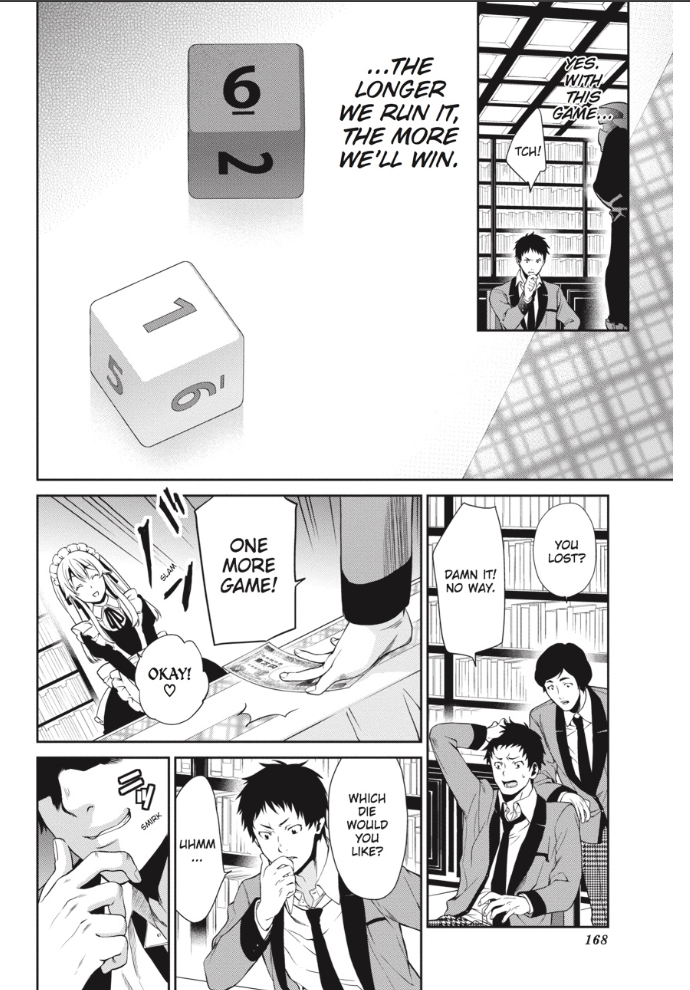 YES.
WITH
THIS
GAME...
TCH!
...THE
LONGER
WE RUN IT,
THE MORE
WE'LL WIN.
6
2
1
5
6
YOU
LOST?
DAMN IT!
NO WAY.
ONE
MORE
GAME!
SLAM
OKAY!
♡
WHICH
DIE
WOULD
YOU
LIKE?
UHMM
...
SMIRK
168